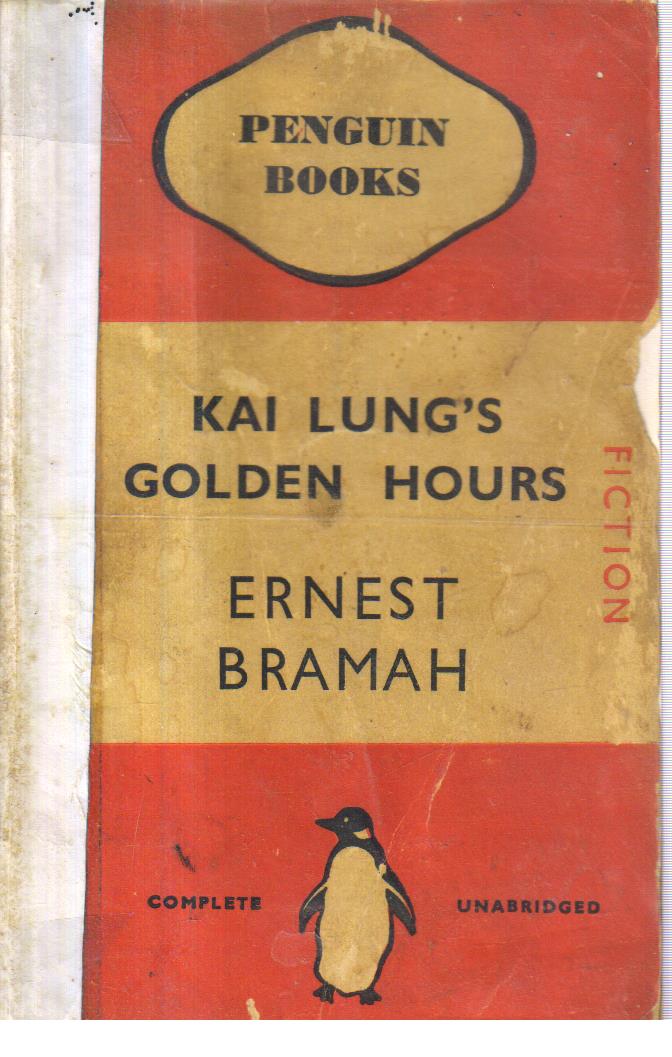 PENGUIN
BOOKS
KAI LUNG'S
GOLDEN HOURS
FICTION
ERNEST
BRAMAH
COMPLETE
UNABRIDGED